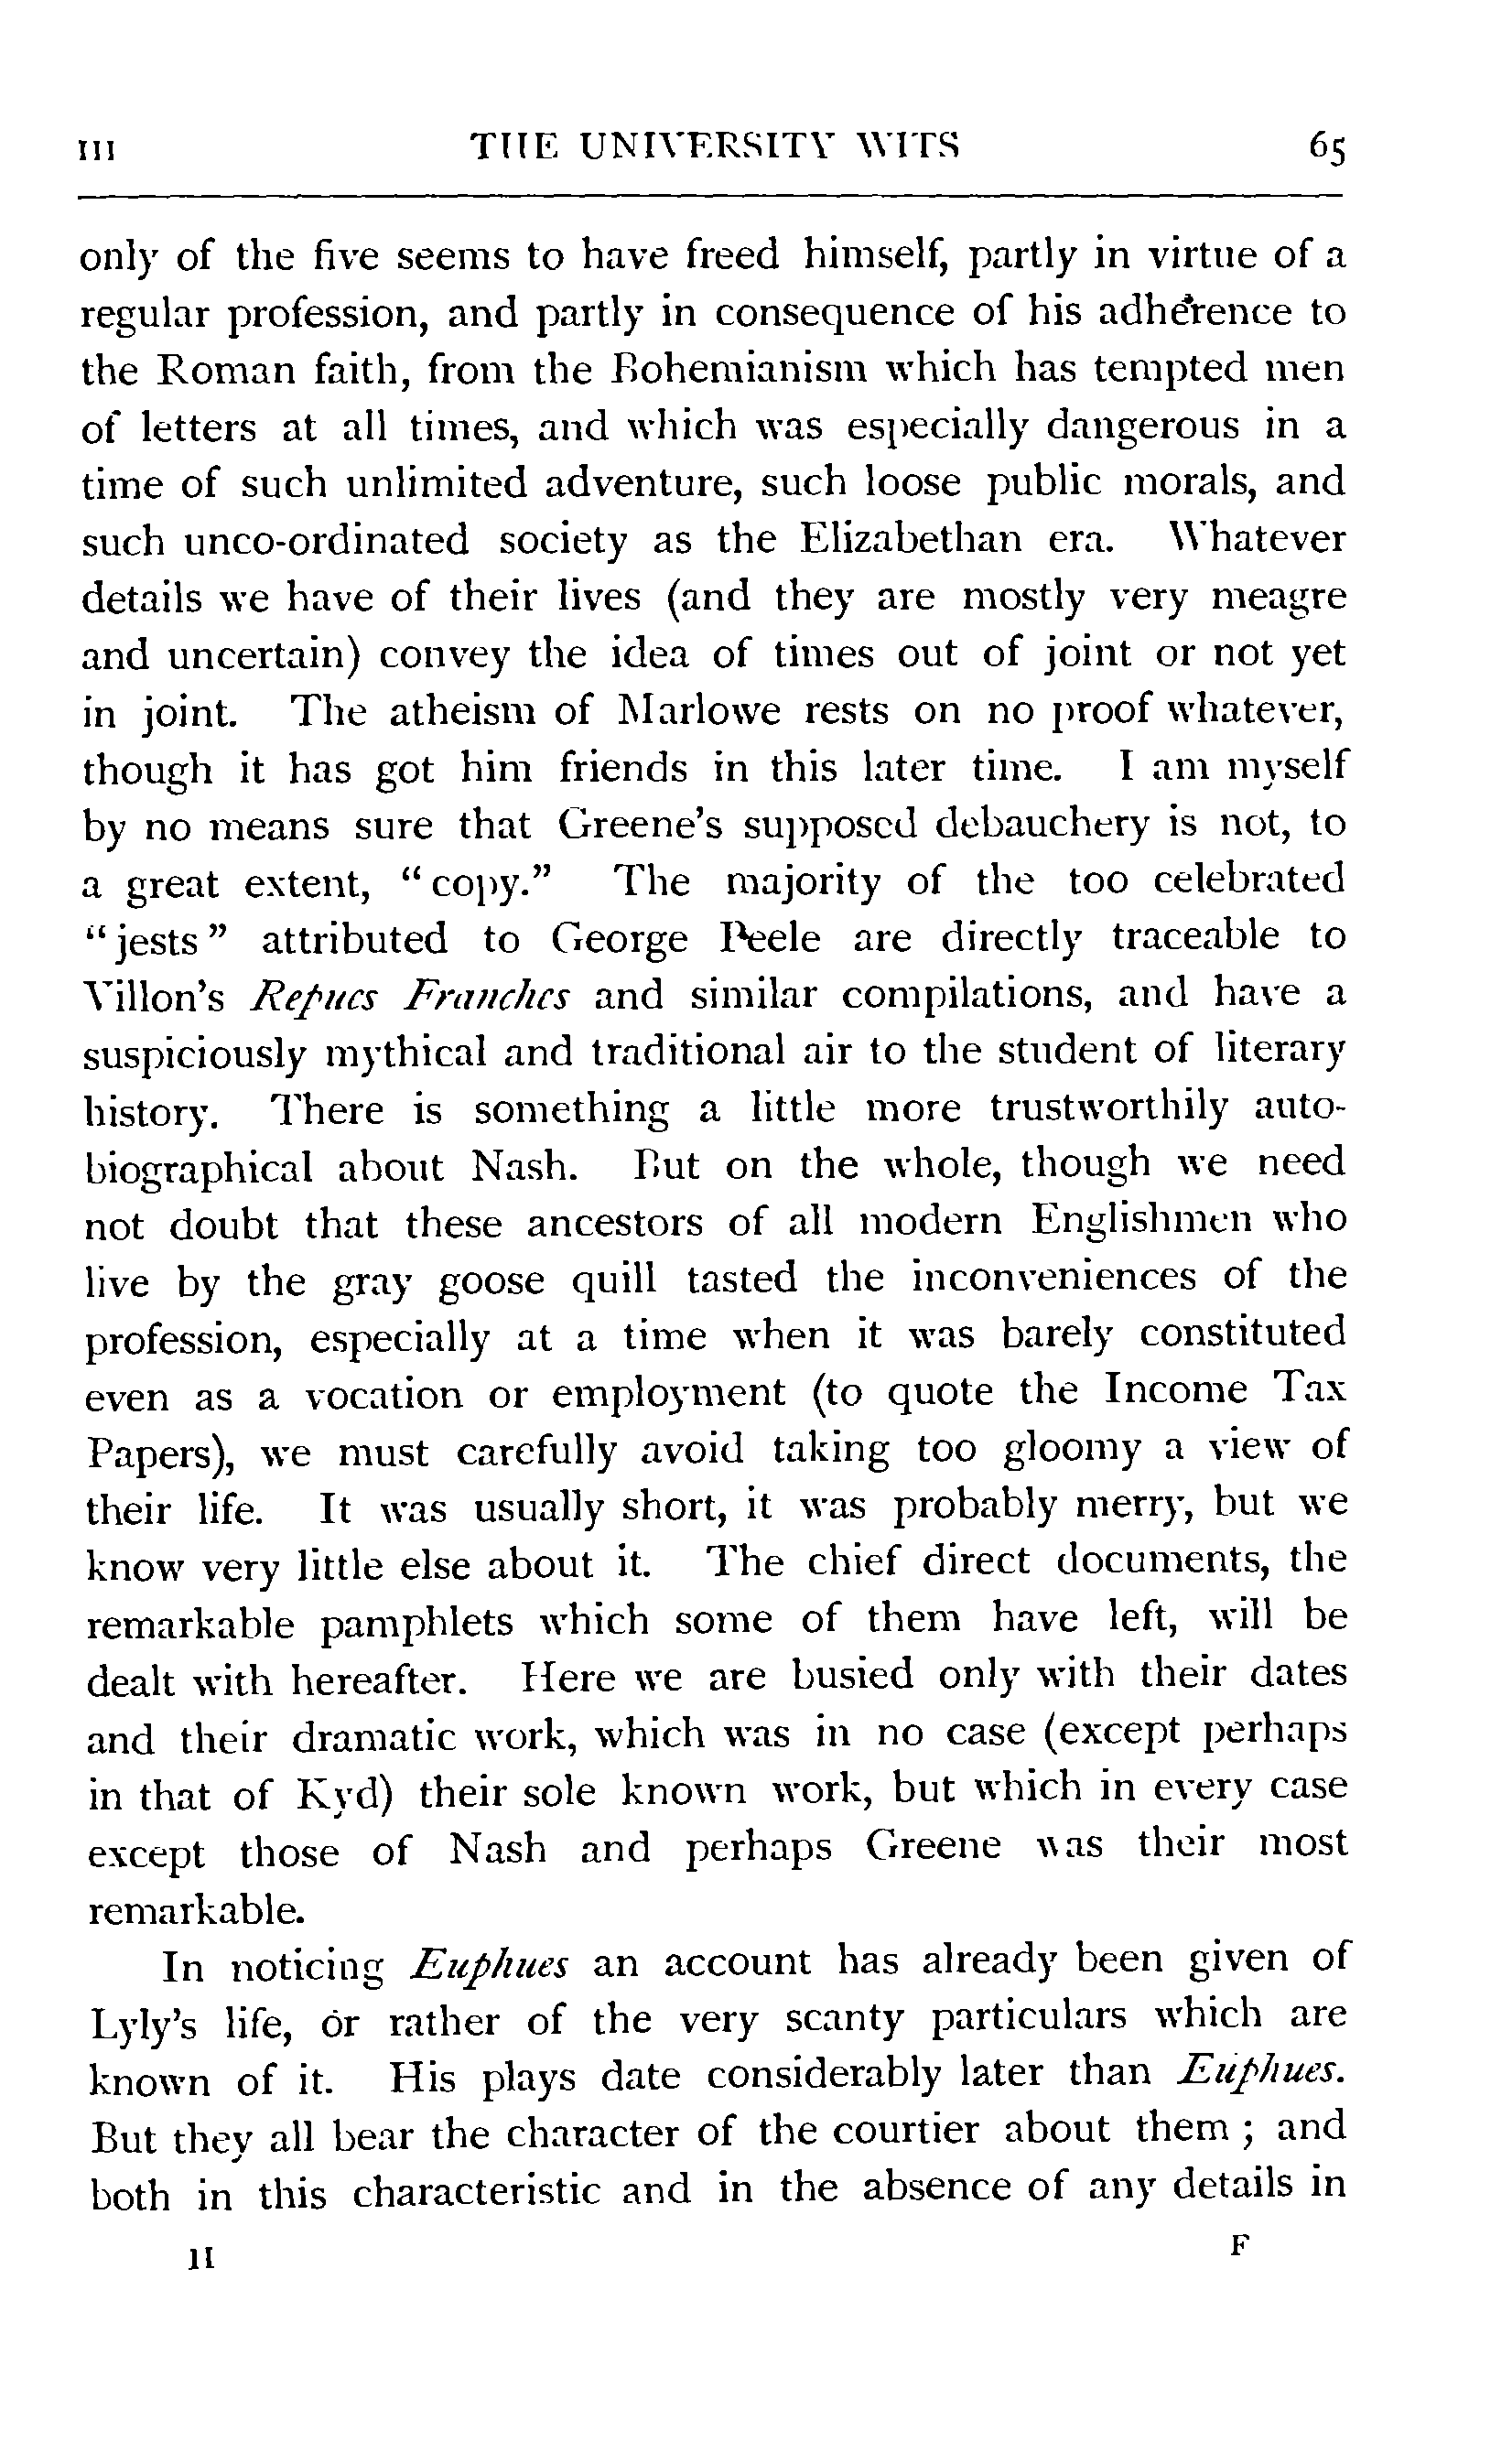 III THE UNIVERSITY WITS 65
only of the five seems to have freed himself, partly in virtue of a
regular profession, and partly in consequence of his adherence to
the Roman faith, from the Bohemianism which has tempted men
of letters at all times, and which was especially dangerous in a
time of such unlimited adventure, such loose public morals, and
such unco-ordinated society as the Elizabethan era. Whatever
details we have of their lives (and they are mostly very meagre
and uncertain) convey the idea of times out of joint or not yet
in joint. The atheism of Marlowe rests on no proof whatever,
though it has got him friends in this later time. I am myself
by no means sure that Greene's supposed debauchery is not, to
a great extent, "copy." The majority of the too celebrated
"jests" attributed to George Peele are directly traceable to
Villon's Repues Franches and similar compilations, and have a
suspiciously mythical and traditional air to the student of literary
history. There is something a little more trustworthily auto-
biographical about Nash. But on the whole, though we need
not doubt that these ancestors of all modern Englishmen who
live by the gray goose quill tasted the inconveniences of the
profession, especially at a time when it was barely constituted
even as a vocation or employment (to quote the Income Tax
Papers), we must carefully avoid taking too gloomy a view of
their life. It was usually short, it was probably merry, but we
know very little else about it. The chief direct documents, the
remarkable pamphlets which some of them have left, will be
dealt with hereafter. Here we are busied only with their dates
and their dramatic work, which was in no case (except perhaps
in that of Kyd) their sole known work, but which in every case
except those of Nash and perhaps Greene was their most
remarkable.
In noticing Euphues an account has already been given of
Lyly's life, or rather of the very scanty particulars which are
known of it. His plays date considerably later than Euphues.
But they all bear the character of the courtier about them ; and
both in this characteristic and in the absence of any details in
II F